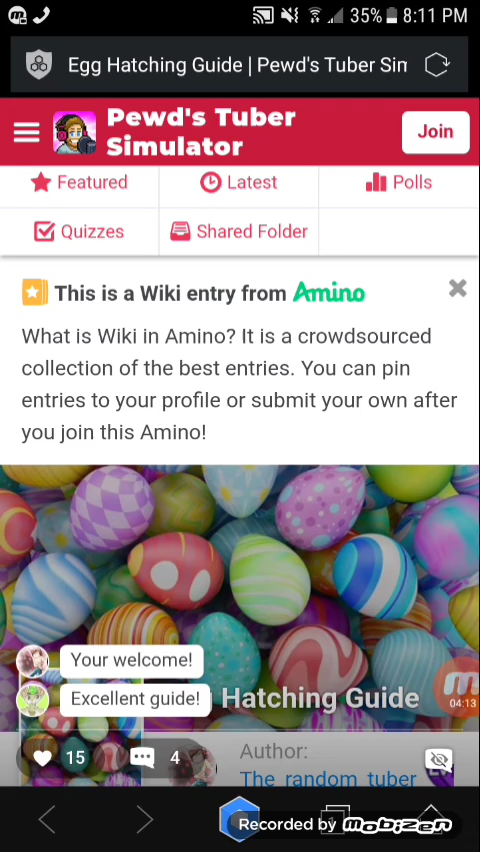 35% 8:11 PM
Egg Hatching Guide | Pewd's Tuber Sim
Pewd's Tuber
Simulator
Join
Featured
Latest
Polls
Quizzes
Shared Folder
This is a Wiki entry from Amino
What is Wiki in Amino? It is a crowdsourced
collection of the best entries. You can pin
entries to your profile or submit your own after
you join this Amino!
Your welcome!
Excellent guide!
Hatching Guide
04:13
15
4
Author:
The random tuber
1
Recorded by MOBIZEN